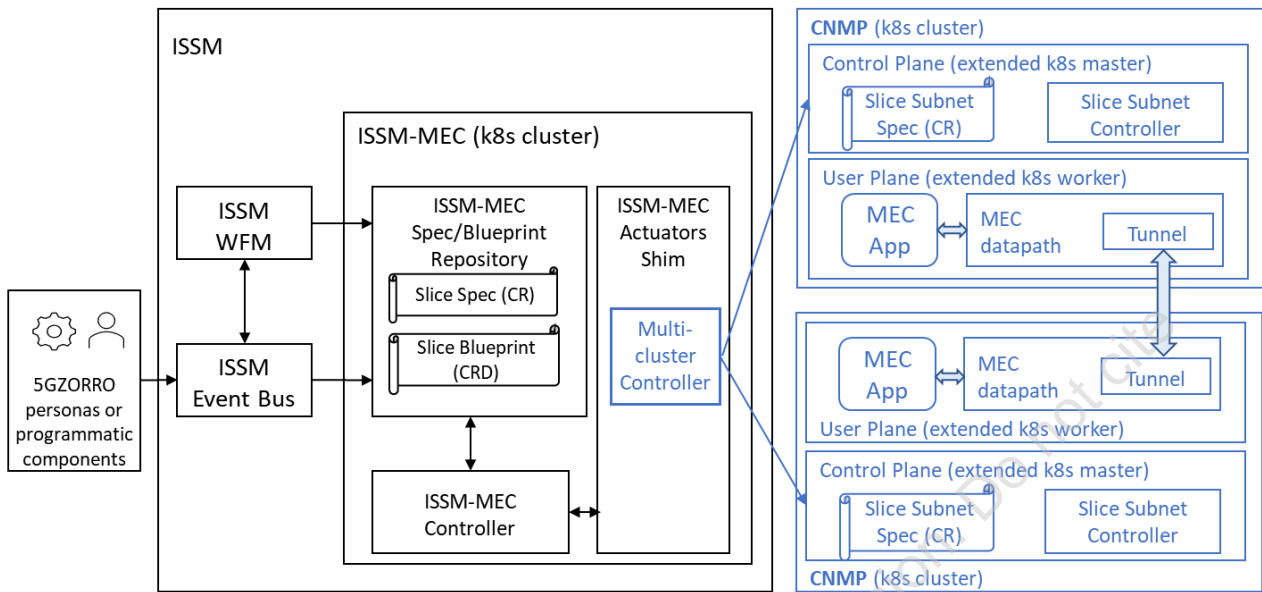 ISSM
ISSM-MEC (k8s cluster)
ISSM
WFM
ISSM
Event Bus
5GZORRO
personas or
programmatic
components
ISSM-MEC
Spec/Blueprint
Repository
Slice Spec (CR)
Slice Blueprint
(CRD)
ISSM-MEC
Controller
ISSM-MEC
Actuators
Shim
Multi-
cluster
Controller
CNMP (k8s cluster)
Control Plane (extended k8s master)
Slice Subnet
Spec (CR)
Slice Subnet
Controller
User Plane (extended k8s worker)
MEC
App
MEC
datapath
Tunnel
MEC
App
MEC
datapath
Tunnel
User Plane (extended k8s worker)
Control Plane (extended k8s master)
Slice Subnet
Spec (CR)
Slice Subnet
Controller
CNMP (k8s cluster)
Do not cite